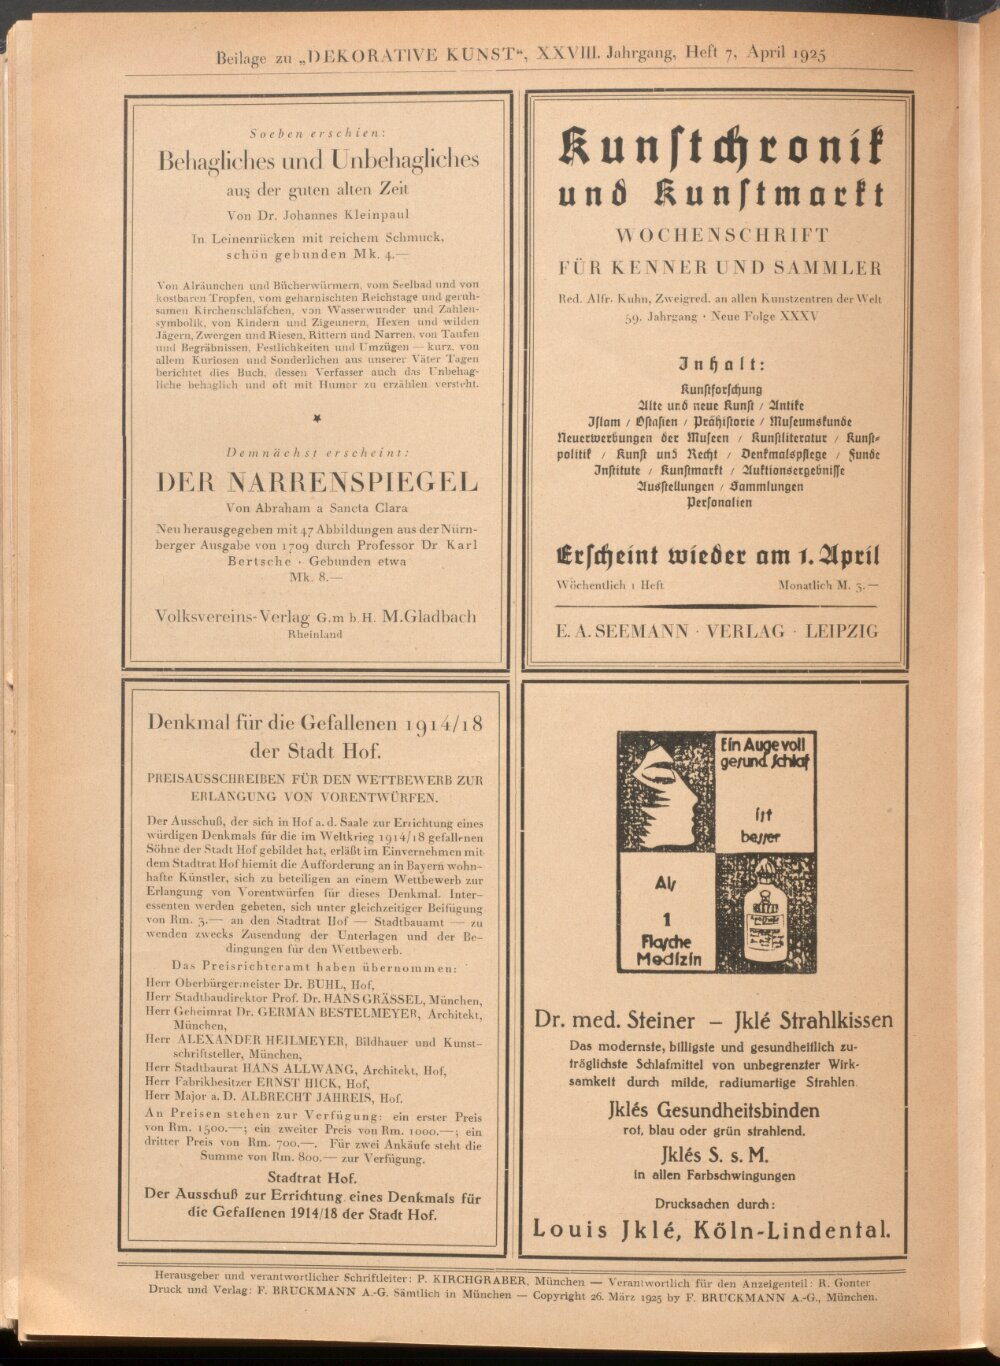 Beilage zu „DEKORATIVE KUNST“, XXVIII. Jahrgang, Heft 7, April 1925
Soeben erschien:
Behagliches und Unbehagliches
aus der guten alten Zeit
Von Dr. Johannes Kleinpaul
In Leinenrücken mit reichem Schmuck,
schön gebunden Mk. 4.—
Von Alräunchen und Bücherwürmern, vom Seelbad und von
kostbaren Tropfen, vom geharnischten Reichstage und geruh-
samen Kirchenschläfchen, von Wasserwunder und Zahlen-
symbolik, von Kindern und Zigeunern, Hexen und wilden
Jägern, Zwergen und Riesen, Rittern und Narren, von Taufen
und Begräbnissen, Festlichkeiten und Umzügen — kurz, von
allem Kuriosen und Sonderlichen aus unserer Väter Tagen
berichtet dies Buch, dessen Verfasser auch das Unbehag-
liche behaglich und oft mit Humor zu erzählen versteht.
Demnächst erscheint:
DER NARRENSPIEGEL
Von Abraham a Sancta Clara
Neu herausgegeben mit 47 Abbildungen aus der Nürn-
berger Ausgabe von 1709 durch Professor Dr Karl
Bertsche · Gebunden etwa
Mk. 8.—
Volksvereins-Verlag G.m b.H. M.Gladbach
Rheinland
Kunstchronik
und Kunstmarkt
WOCHENSCHRIFT
FÜR KENNER UND SAMMLER
Red. Alfr. Kuhn, Zweigred. an allen Kunstzentren der Welt
59. Jahrgang · Neue Folge XXXV
Inhalt:
Kunstforschung
Alte und neue Kunst / Antike
Islam / Ostasien / Prähistorie / Museumskunde
Neuerwerbungen der Museen / Kunstliteratur / Kunst-
politik / Kunst und Recht / Denkmalspflege / Funde
Institute / Kunstmarkt / Auktionsergebnisse
Ausstellungen / Sammlungen
Personalien
Erscheint wieder am 1. April
Wöchentlich 1 Heft Monatlich M. 5.—
E. A. SEEMANN · VERLAG · LEIPZIG
Denkmal für die Gefallenen 1914/18
der Stadt Hof.
PREISAUSSCHREIBEN FÜR DEN WETTBEWERB ZUR
ERLANGUNG VON VORENTWÜRFEN.
Der Ausschuß, der sich in Hof a. d. Saale zur Errichtung eines
würdigen Denkmals für die im Weltkrieg 1914/18 gefallenen
Söhne der Stadt Hof gebildet hat, erläßt im Einvernehmen mit
dem Stadtrat Hof hiemit die Aufforderung an in Bayern wohn-
hafte Künstler, sich zu beteiligen an einem Wettbewerb zur
Erlangung von Vorentwürfen für dieses Denkmal. Inter-
essenten werden gebeten, sich unter gleichzeitiger Beifügung
von Rm. 3.— an den Stadtrat Hof — Stadtbauamt — zu
wenden zwecks Zusendung der Unterlagen und der Be-
dingungen für den Wettbewerb.
Das Preisrichteramt haben übernommen:
Herr Oberbürgermeister Dr. BUHL, Hof,
Herr Stadtbaudirektor Prof. Dr. HANS GRÄSSEL, München,
Herr Geheimrat Dr. GERMAN BESTELMEYER, Architekt,
München,
Herr ALEXANDER HEILMEYER, Bildhauer und Kunst-
schriftsteller, München,
Herr Stadtbaurat HANS ALLWANG, Architekt, Hof,
Herr Fabrikbesitzer ERNST HICK, Hof,
Herr Major a. D. ALBRECHT JAHREIS, Hof.
An Preisen stehen zur Verfügung: ein erster Preis
von Rm. 1500.—; ein zweiter Preis von Rm. 1000.—; ein
dritter Preis von Rm. 700.—. Für zwei Ankäufe steht die
Summe von Rm. 800.— zur Verfügung.
Stadtrat Hof.
Der Ausschuß zur Errichtung eines Denkmals für
die Gefallenen 1914/18 der Stadt Hof.
Ein Auge voll
gesund Schlaf
ist
besser
Als
1
Flasche
Medizin
Dr. med. Steiner — Jklé Strahlkissen
Das modernste, billigste und gesundheitlich zu-
träglichste Schlafmittel von unbegrenzter Wirk-
samkeit durch milde, radiumartige Strahlen.
Jklés Gesundheitsbinden
rot, blau oder grün strahlend.
Jklés S. s. M.
in allen Farbschwingungen
Drucksachen durch:
Louis Jklé, Köln-Lindental.
Herausgeber und verantwortlicher Schriftleiter: P. KIRCHGRABER, München — Verantwortlich für den Anzeigenteil: R. Gonter
Druck und Verlag: F. BRUCKMANN A.-G. Sämtlich in München — Copyright 26. März 1925 by F. BRUCKMANN A.-G., München.